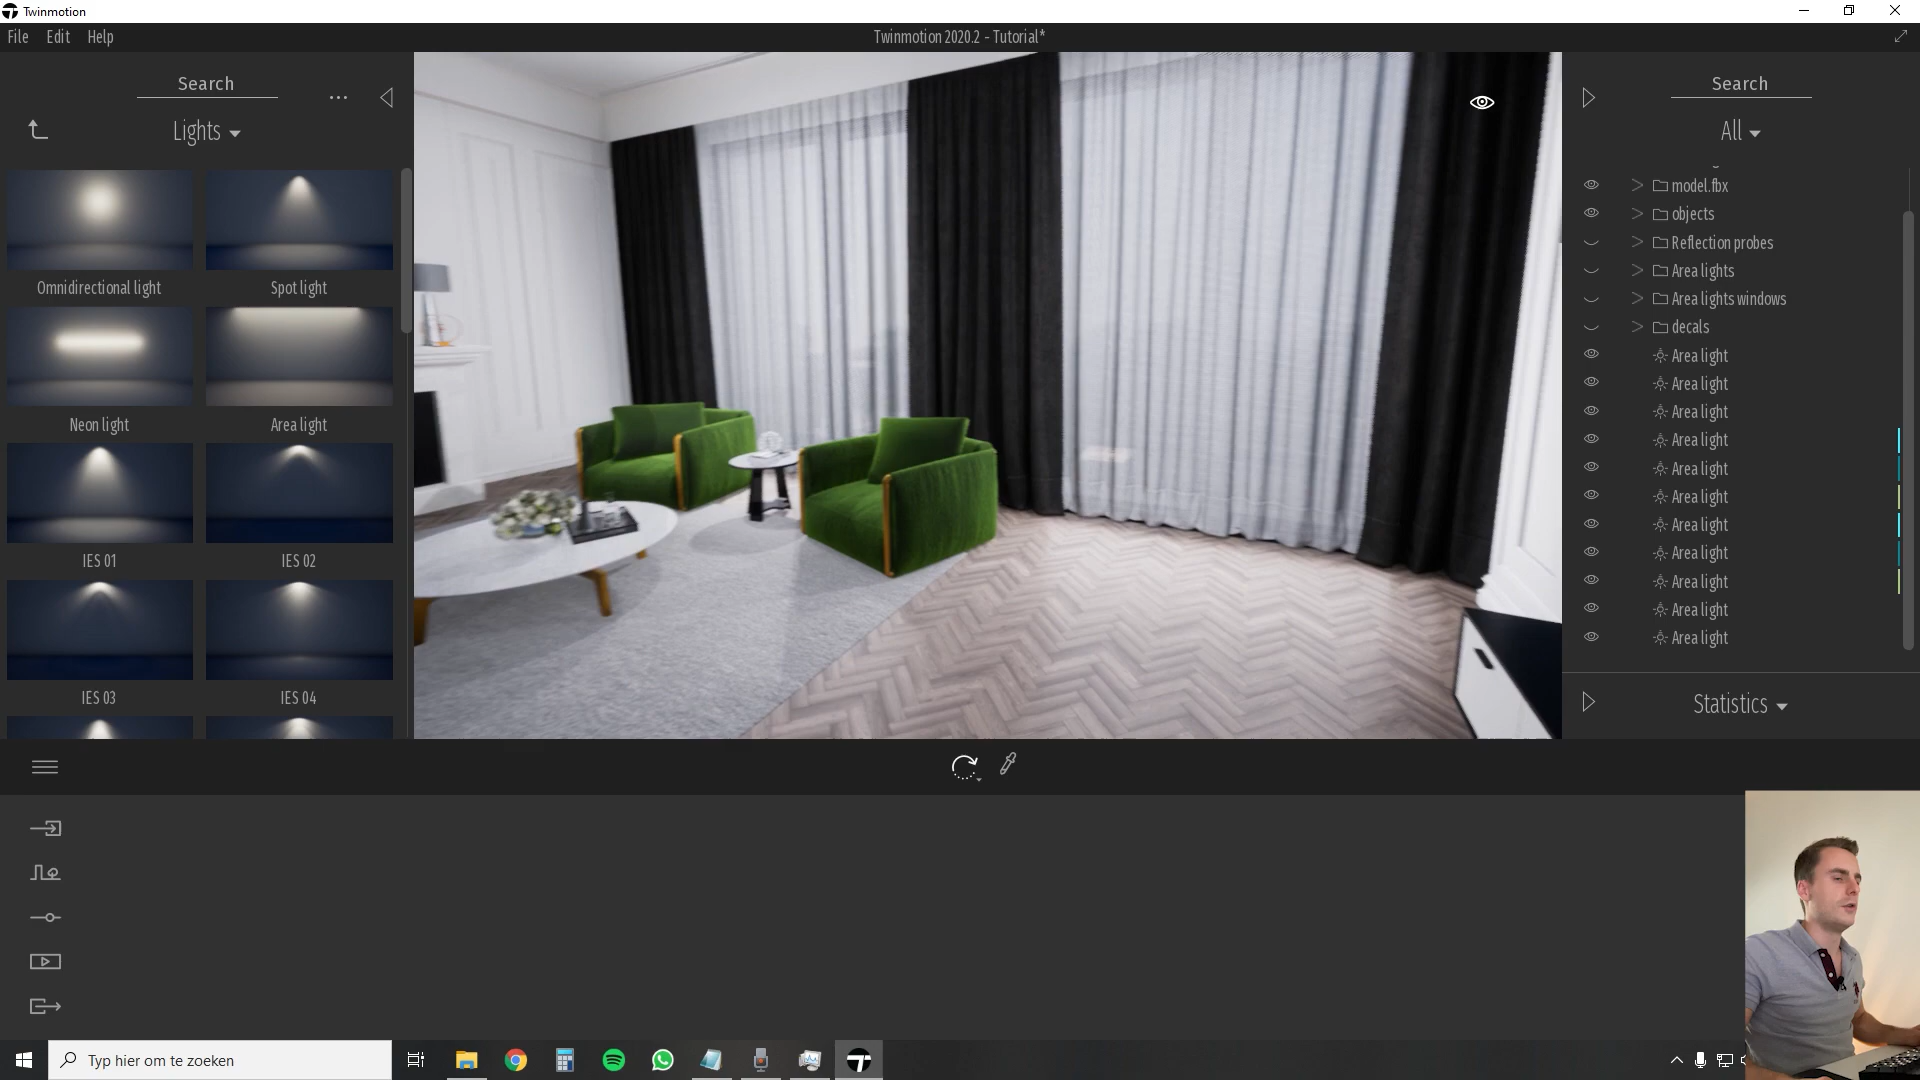 Twinmotion
File Edit Help
Twinmotion 2020.2 - Tutorial*
Search
Lights
Omnidirectional light
Spot light
Neon light
Area light
IES 01
IES 02
IES 03
IES 04
Search
All
model.fbx
objects
Reflection probes
Area lights
Area lights windows
decals
Area light
Area light
Area light
Area light
Area light
Area light
Area light
Area light
Area light
Area light
Area light
Statistics
Typ hier om te zoeken